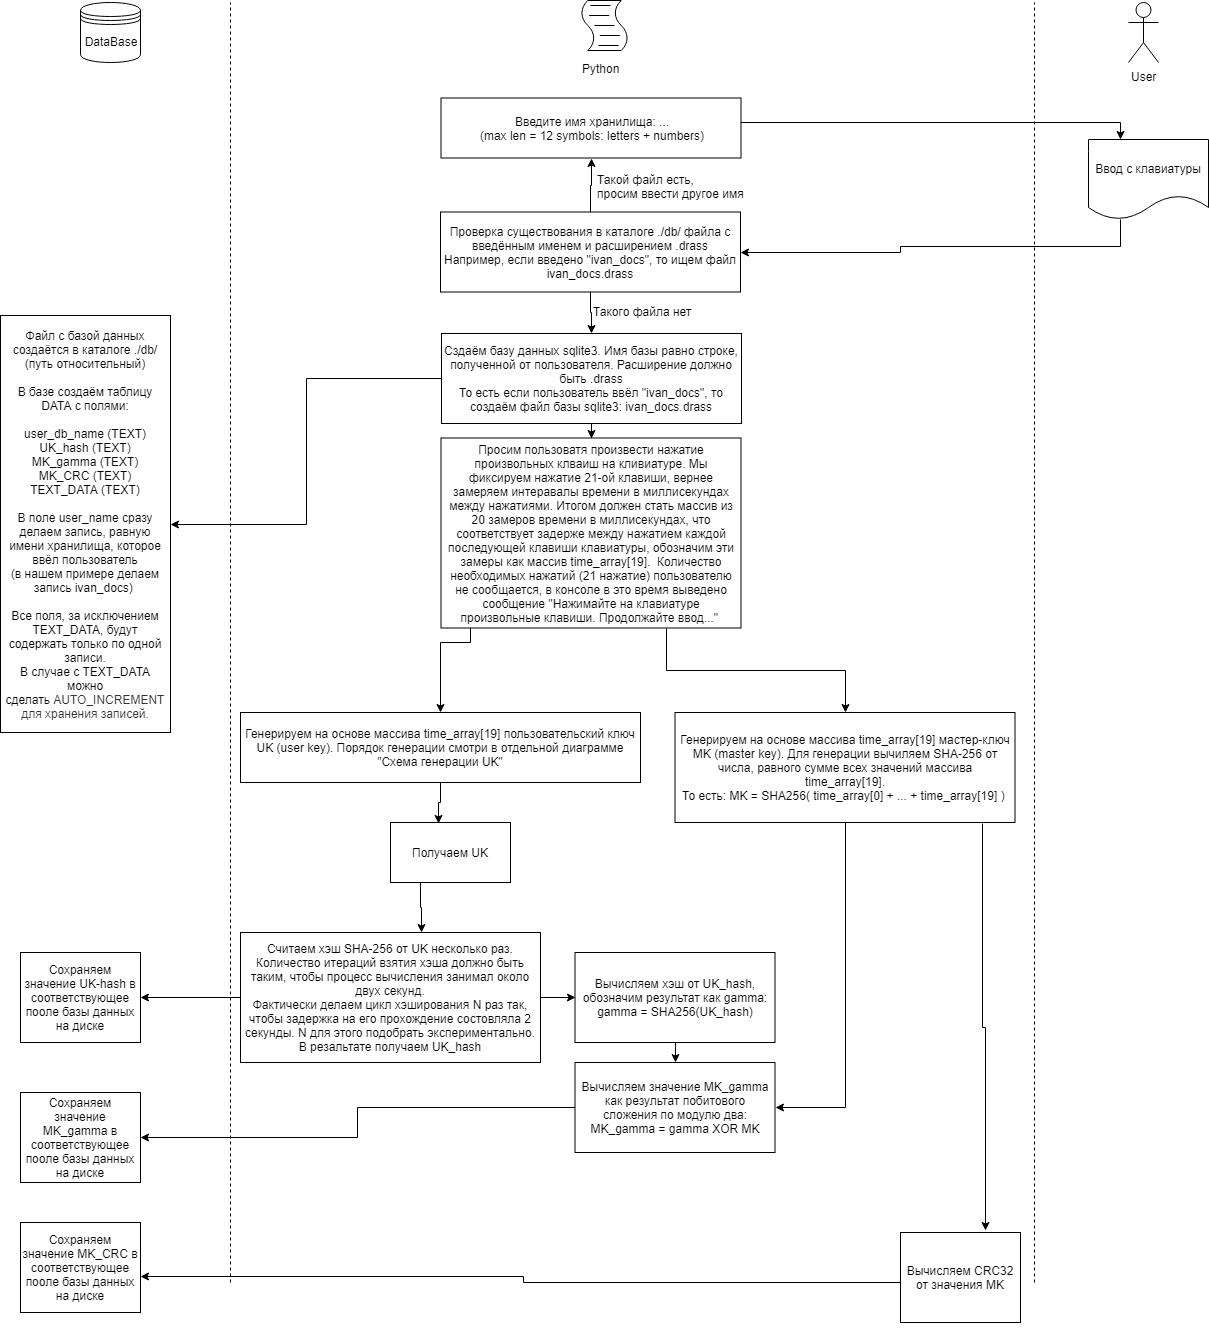 DataBase
Python
User
Введите имя хранилища: ...
(max len = 12 symbols: letters + numbers)
Ввод с клавиатуры
Такой файл есть,
просим ввести другое имя
Проверка существования в каталоге ./db/ файла с
введённым именем и расширением .drass
Например, если введено "ivan_docs", то ищем файл
ivan_docs.drass
Такого файла нет
Сздаём базу данных sqlite3. Имя базы равно строке,
полученной от пользователя. Расширение должно
быть .drass
То есть если пользователь ввёл "ivan_docs", то
создаём файл базы sqlite3: ivan_docs.drass
Файл с базой данных
создаётся в каталоге ./db/
(путь относительный)
В базе создаём таблицу
DATA с полями:
user_db_name (TEXT)
UK_hash (TEXT)
MK_gamma (TEXT)
MK_CRC (TEXT)
TEXT_DATA (TEXT)
В поле user_name сразу
делаем запись, равную
имени хранилища, которое
ввёл пользователь
(в нашем примере делаем
запись ivan_docs)
Все поля, за исключением
TEXT_DATA, будут
содержать только по одной
записи.
В случае с TEXT_DATA
можно
сделать AUTO_INCREMENT
для хранения записей.
Просим пользоватя произвести нажатие
произвольных клваиш на кливиатуре. Мы
фиксируем нажатие 21-ой клавиши, вернее
замеряем интервалы времени в миллисекундах
между нажатиями. Итогом должен стать массив из
20 замеров времени в миллисекундах, что
соответствует задерже между нажатием каждой
последующей клавиши клавиатуры, обозначим эти
замеры как массив time_array[19].  Количество
необходимых нажатий (21 нажатие) пользователю
не сообщается, в консоле в это время выведено
сообщение "Нажимайте на клавиатуре
произвольные клавиши. Продолжайте ввод..."
Генерируем на основе массива time_array[19] пользовательский ключ
UK (user key). Порядок генерации смотри в отдельной диаграмме
"Схема генерации UK"
Генерируем на основе массива time_array[19] мастер-ключ
MK (master key). Для генерации вычиляем SHA-256 от
числа, равного сумме всех значений массива
time_array[19].
То есть: MK = SHA256( time_array[0] + ... + time_array[19] )
Получаем UK
Считаем хэш SHA-256 от UK несколько раз.
Количество итераций взятия хэша должно быть
таким, чтобы процесс вычисления занимал около
двух секунд.
Фактически делаем цикл хэширования N раз так,
чтобы задержка на его прохождение состовляла 2
секунды. N для этого подобрать экспериментально.
В резальтате получаем UK_hash
Вычисляем хэш от UK_hash,
обозначим результат как gamma:
gamma = SHA256(UK_hash)
Сохраняем
значение UK-hash в
соответствующее
пооле базы данных
на диске
Вычисляем значение MK_gamma
как результат побитового
сложения по модулю два:
MK_gamma = gamma XOR MK
Сохраняем
значение
MK_gamma в
соответствующее
пооле базы данных
на диске
Вычисляем CRC32
от значения MK
Сохраняем
значение MK_CRC в
соответствующее
пооле базы данных
на диске